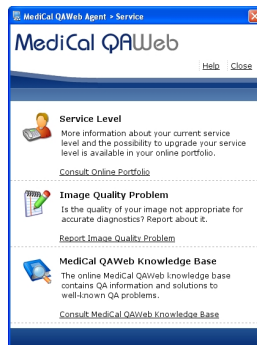 MediCal QAWeb Agent > Service
MediCal QAWeb
Help Close
Service Level
More information about your current service
level and the possibility to upgrade your service
level is available in your online portfolio.
Consult Online Portfolio
Image Quality Problem
Is the quality of your image not appropriate for
accurate diagnostics? Report about it.
Report Image Quality Problem
MediCal QAWeb Knowledge Base
The online MediCal QAWeb knowledge base
contains QA information and solutions to
well-known QA problems.
Consult MediCal QAWeb Knowledge Base